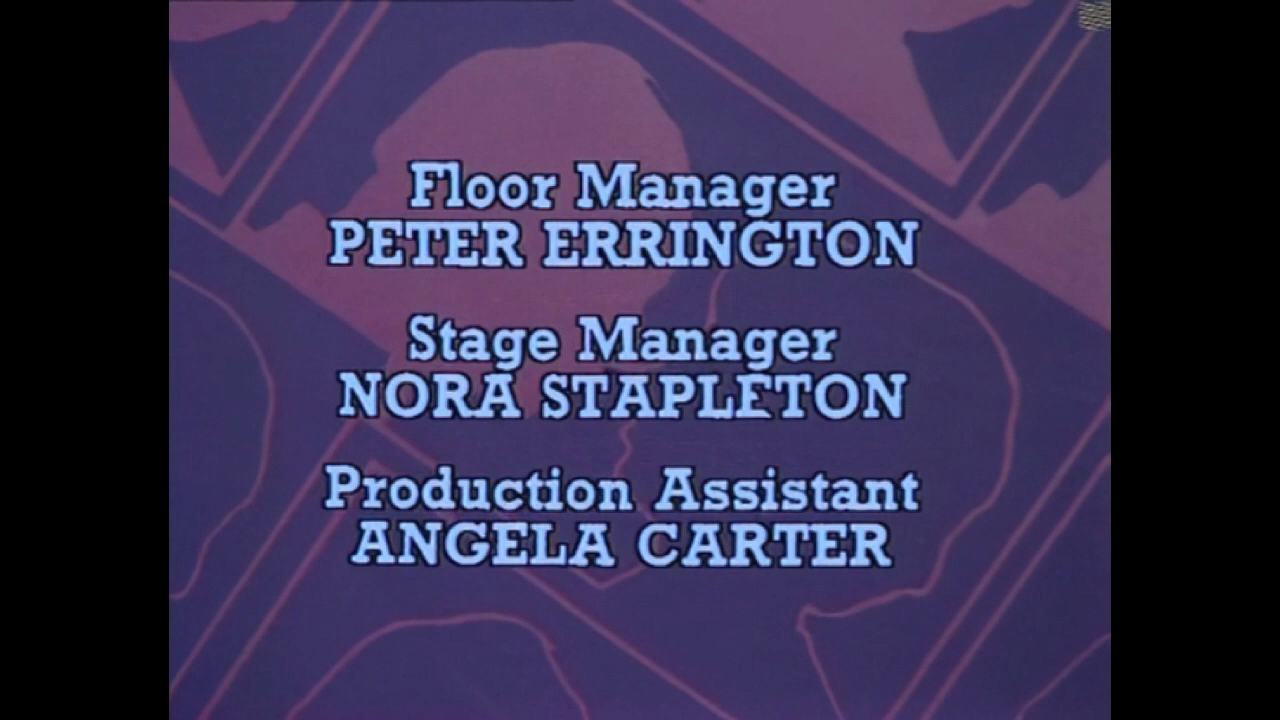 Floor Manager
PETER ERRINGTON
Stage Manager
NORA STAPLETON
Production Assistant
ANGELA CARTER